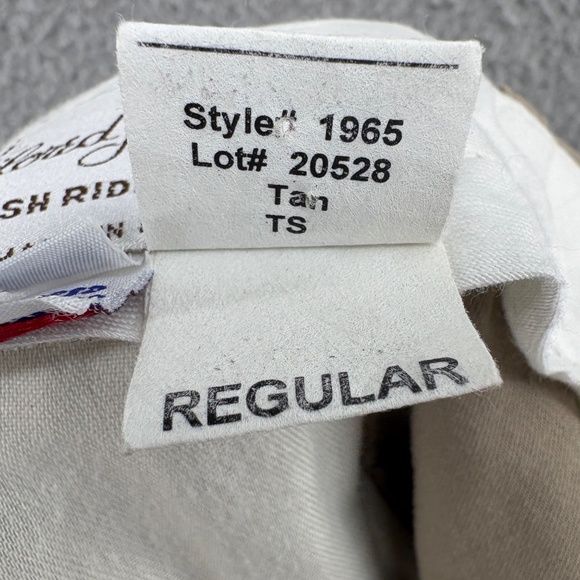 Style# 1965
Lot# 20528
Tan
TS
REGULAR
SH RID